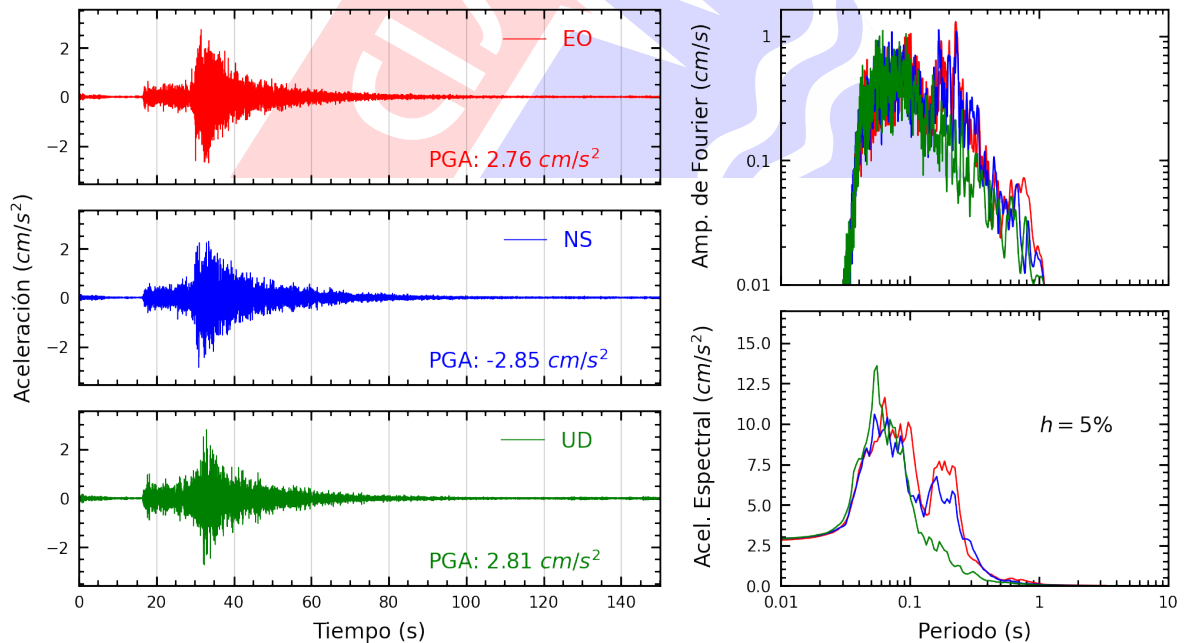 Aceleración (cm/s²)
2
0
−2
EO
PGA: 2.76 cm/s²
2
0
−2
NS
PGA: -2.85 cm/s²
2
0
−2
UD
PGA: 2.81 cm/s²
0 20 40 60 80 100 120 140
Tiempo (s)
Amp. de Fourier (cm/s)
1
0.1
0.01
Acel. Espectral (cm/s²)
15.0
12.5
10.0
7.5
5.0
2.5
0.0
h = 5%
0.01 0.1 1 10
Periodo (s)